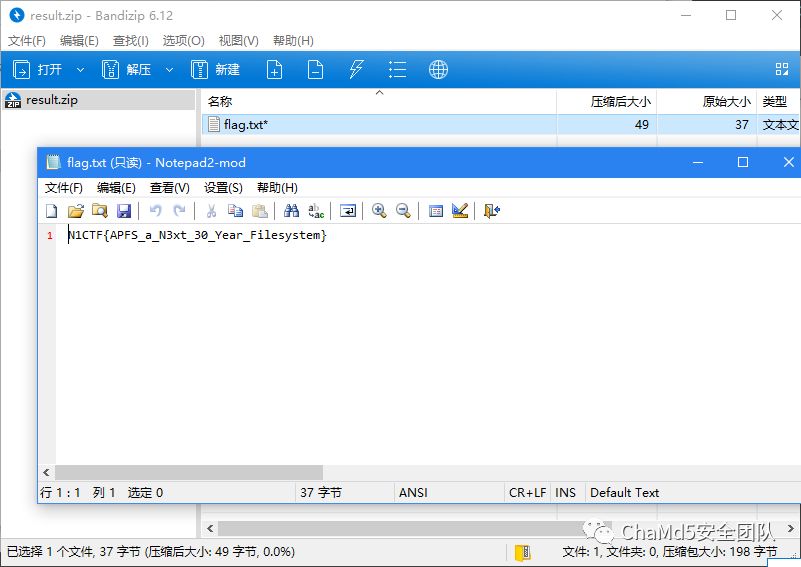 result.zip - Bandizip 6.12
文件(F) 编辑(E) 查找(I) 选项(O) 视图(V) 帮助(H)
打开 解压 新建
result.zip
名称 压缩后大小 原始大小 类型
flag.txt* 49 37 文本文
flag.txt (只读) - Notepad2-mod
文件(F) 编辑(E) 查看(V) 设置(S) 帮助(H)
1 N1CTF{APFS_a_N3xt_30_Year_Filesystem}
行 1 : 1 列 1 选定 0 37 字节 ANSI CR+LF INS Default Text
ChaMd5安全团队
已选择 1 个文件, 37 字节 (压缩后大小: 49 字节, 0.0%) 文件: 1, 文件夹: 0, 压缩包大小: 198 字节